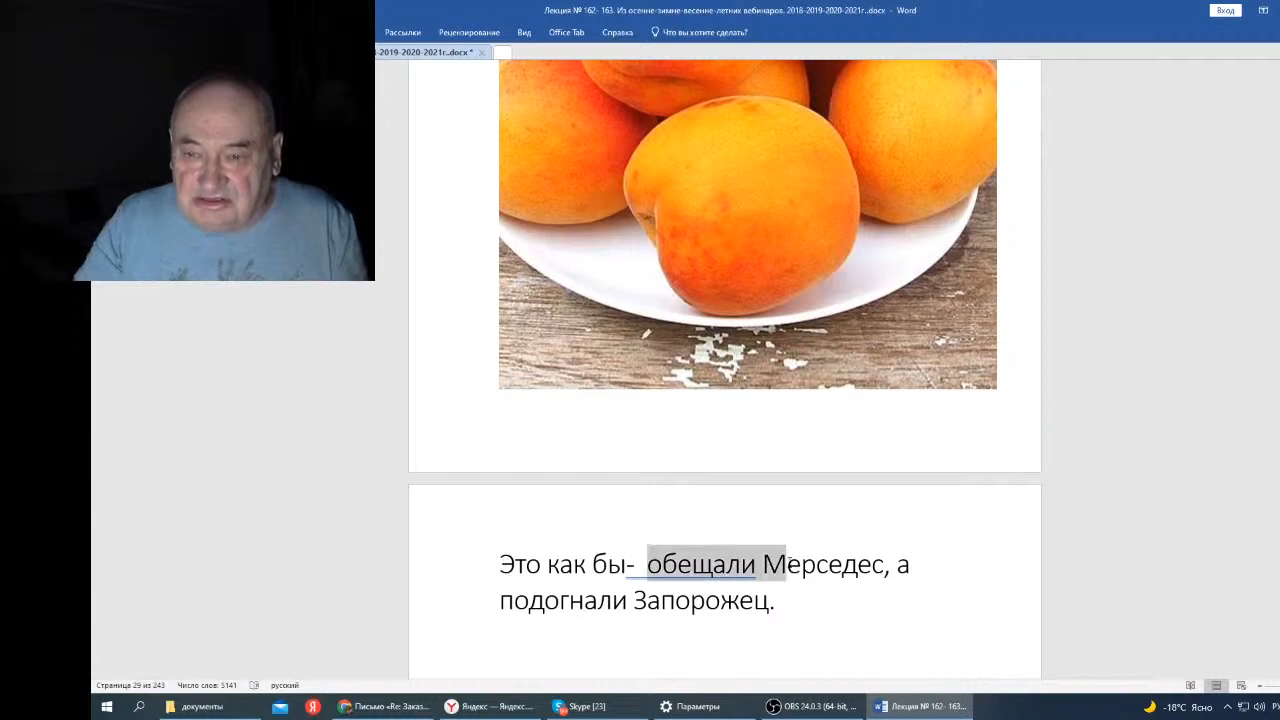 Лекция № 162- 163. Из осенне-зимне-весенне-летних вебинаров. 2018-2019-2020-2021г..docx - Word
Вход
Рассылки Рецензирование Вид Office Tab Справка Что вы хотите сделать?
-2019-2020-2021г..docx *
Это как бы- обещали Мерседес, а
подогнали Запорожец.
Страница 29 из 243 Число слов: 5141 русский
документы Письмо «Re: Зака... Яндекс — Яндекс.... Skype [23] Параметры OBS 24.0.3 (64-bit, ... Лекция № 162- 163... -18°C Ясно